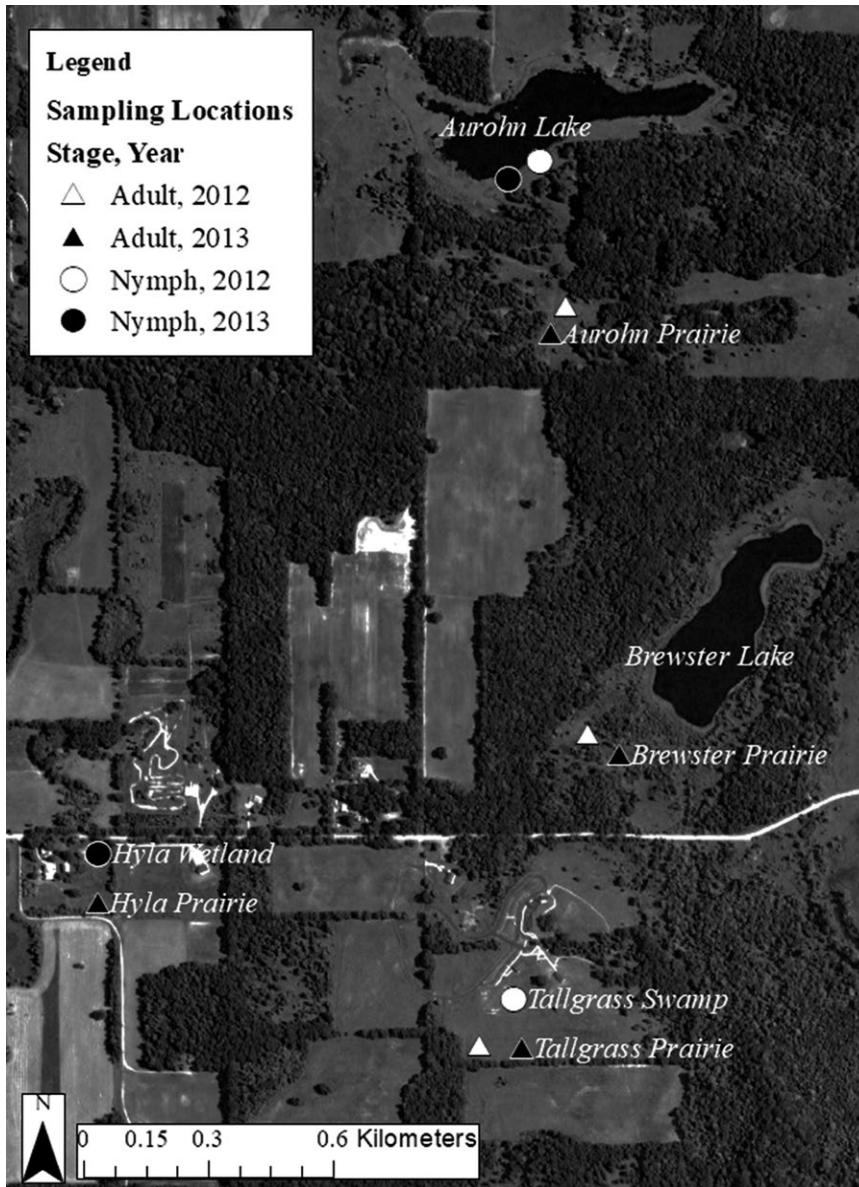 Legend
Sampling Locations
Stage, Year
Adult, 2012
Adult, 2013
Nymph, 2012
Nymph, 2013
Aurohn Lake
Aurohn Prairie
Brewster Lake
Brewster Prairie
Hyla Wetland
Hyla Prairie
Tallgrass Swamp
Tallgrass Prairie
N
0 0.15 0.3 0.6 Kilometers